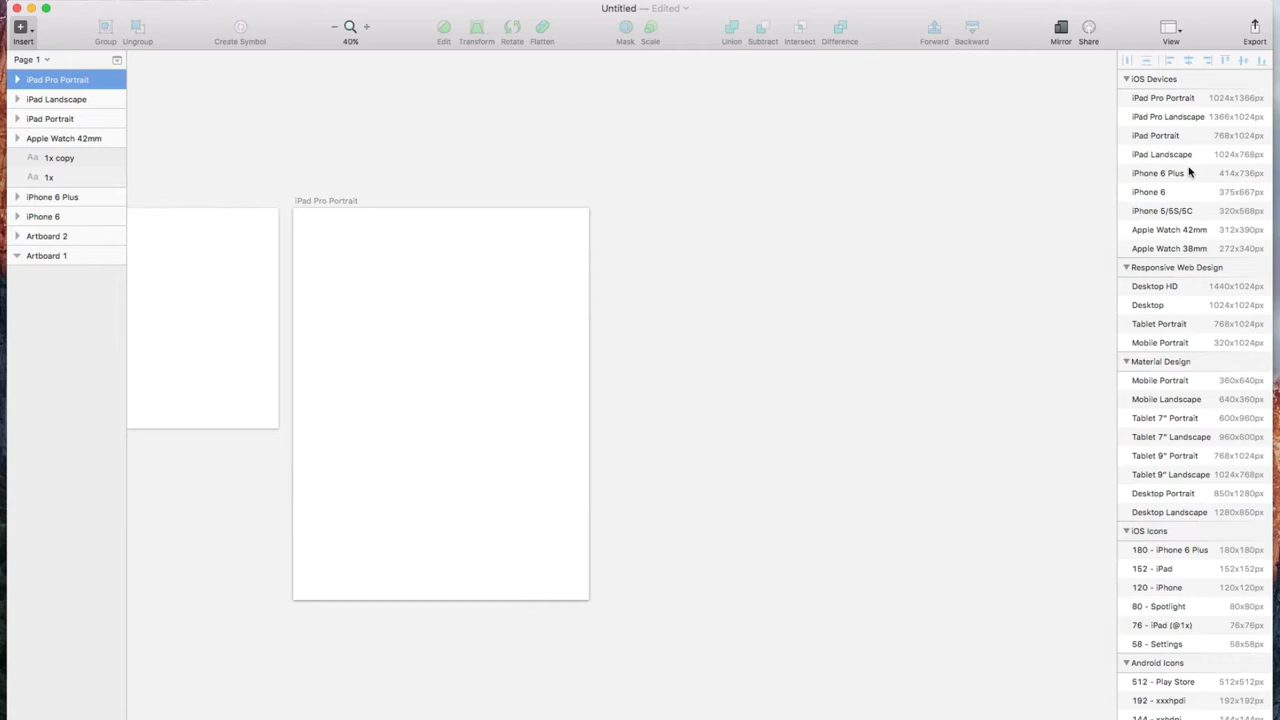 Untitled — Edited
Insert
Group
Ungroup
Create Symbol
40%
Edit
Transform
Rotate
Flatten
Mask
Scale
Union
Subtract
Intersect
Difference
Forward
Backward
Mirror
Share
View
Export
Page 1
iPad Pro Portrait
iPad Landscape
iPad Portrait
Apple Watch 42mm
Aa 1x copy
Aa 1x
iPhone 6 Plus
iPhone 6
Artboard 2
Artboard 1
iPad Pro Portrait
iOS Devices
iPad Pro Portrait 1024x1366px
iPad Pro Landscape 1366x1024px
iPad Portrait 768x1024px
iPad Landscape 1024x768px
iPhone 6 Plus 414x736px
iPhone 6 375x667px
iPhone 5/5S/5C 320x568px
Apple Watch 42mm 312x390px
Apple Watch 38mm 272x340px
Responsive Web Design
Desktop HD 1440x1024px
Desktop 1024x1024px
Tablet Portrait 768x1024px
Mobile Portrait 320x1024px
Material Design
Mobile Portrait 360x640px
Mobile Landscape 640x360px
Tablet 7" Portrait 600x960px
Tablet 7" Landscape 960x600px
Tablet 9" Portrait 768x1024px
Tablet 9" Landscape 1024x768px
Desktop Portrait 850x1280px
Desktop Landscape 1280x850px
iOS Icons
180 - iPhone 6 Plus 180x180px
152 - iPad 152x152px
120 - iPhone 120x120px
80 - Spotlight 80x80px
76 - iPad (@1x) 76x76px
58 - Settings 58x58px
Android Icons
512 - Play Store 512x512px
192 - xxxhpdi 192x192px
144 - xxhpdi 144x144px